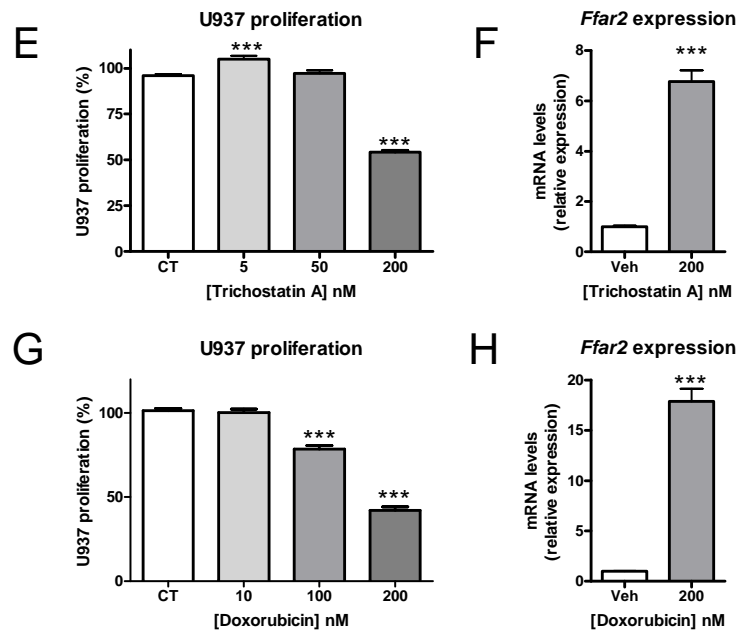 E
U937 proliferation
U937 proliferation (%)
100
75
50
25
0
***
***
CT
5
50
200
[Trichostatin A] nM
F
Ffar2 expression
mRNA levels
(relative expression)
8
6
4
2
0
***
Veh
200
[Trichostatin A] nM
G
U937 proliferation
U937 proliferation (%)
100
50
0
***
***
CT
10
100
200
[Doxorubicin] nM
H
Ffar2 expression
mRNA levels
(relative expression)
20
15
10
5
0
***
Veh
200
[Doxorubicin] nM